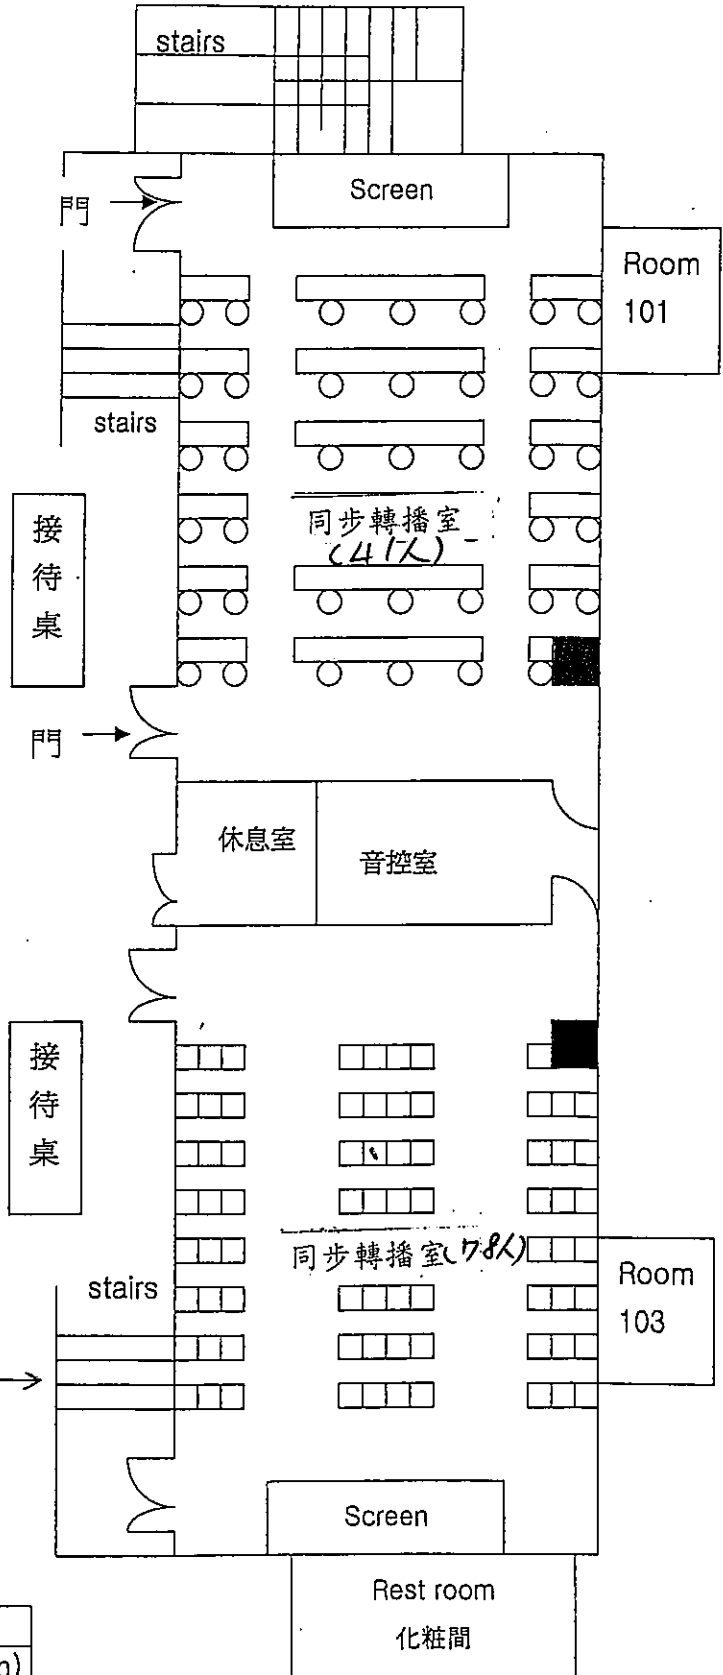 stairs
Screen
門
Room
101
stairs
接
待
桌
同步轉播室
(41人)
門
休息室
音控室
接
待
桌
同步轉播室(78人)
stairs
Room
103
Screen
Rest room
化粧間